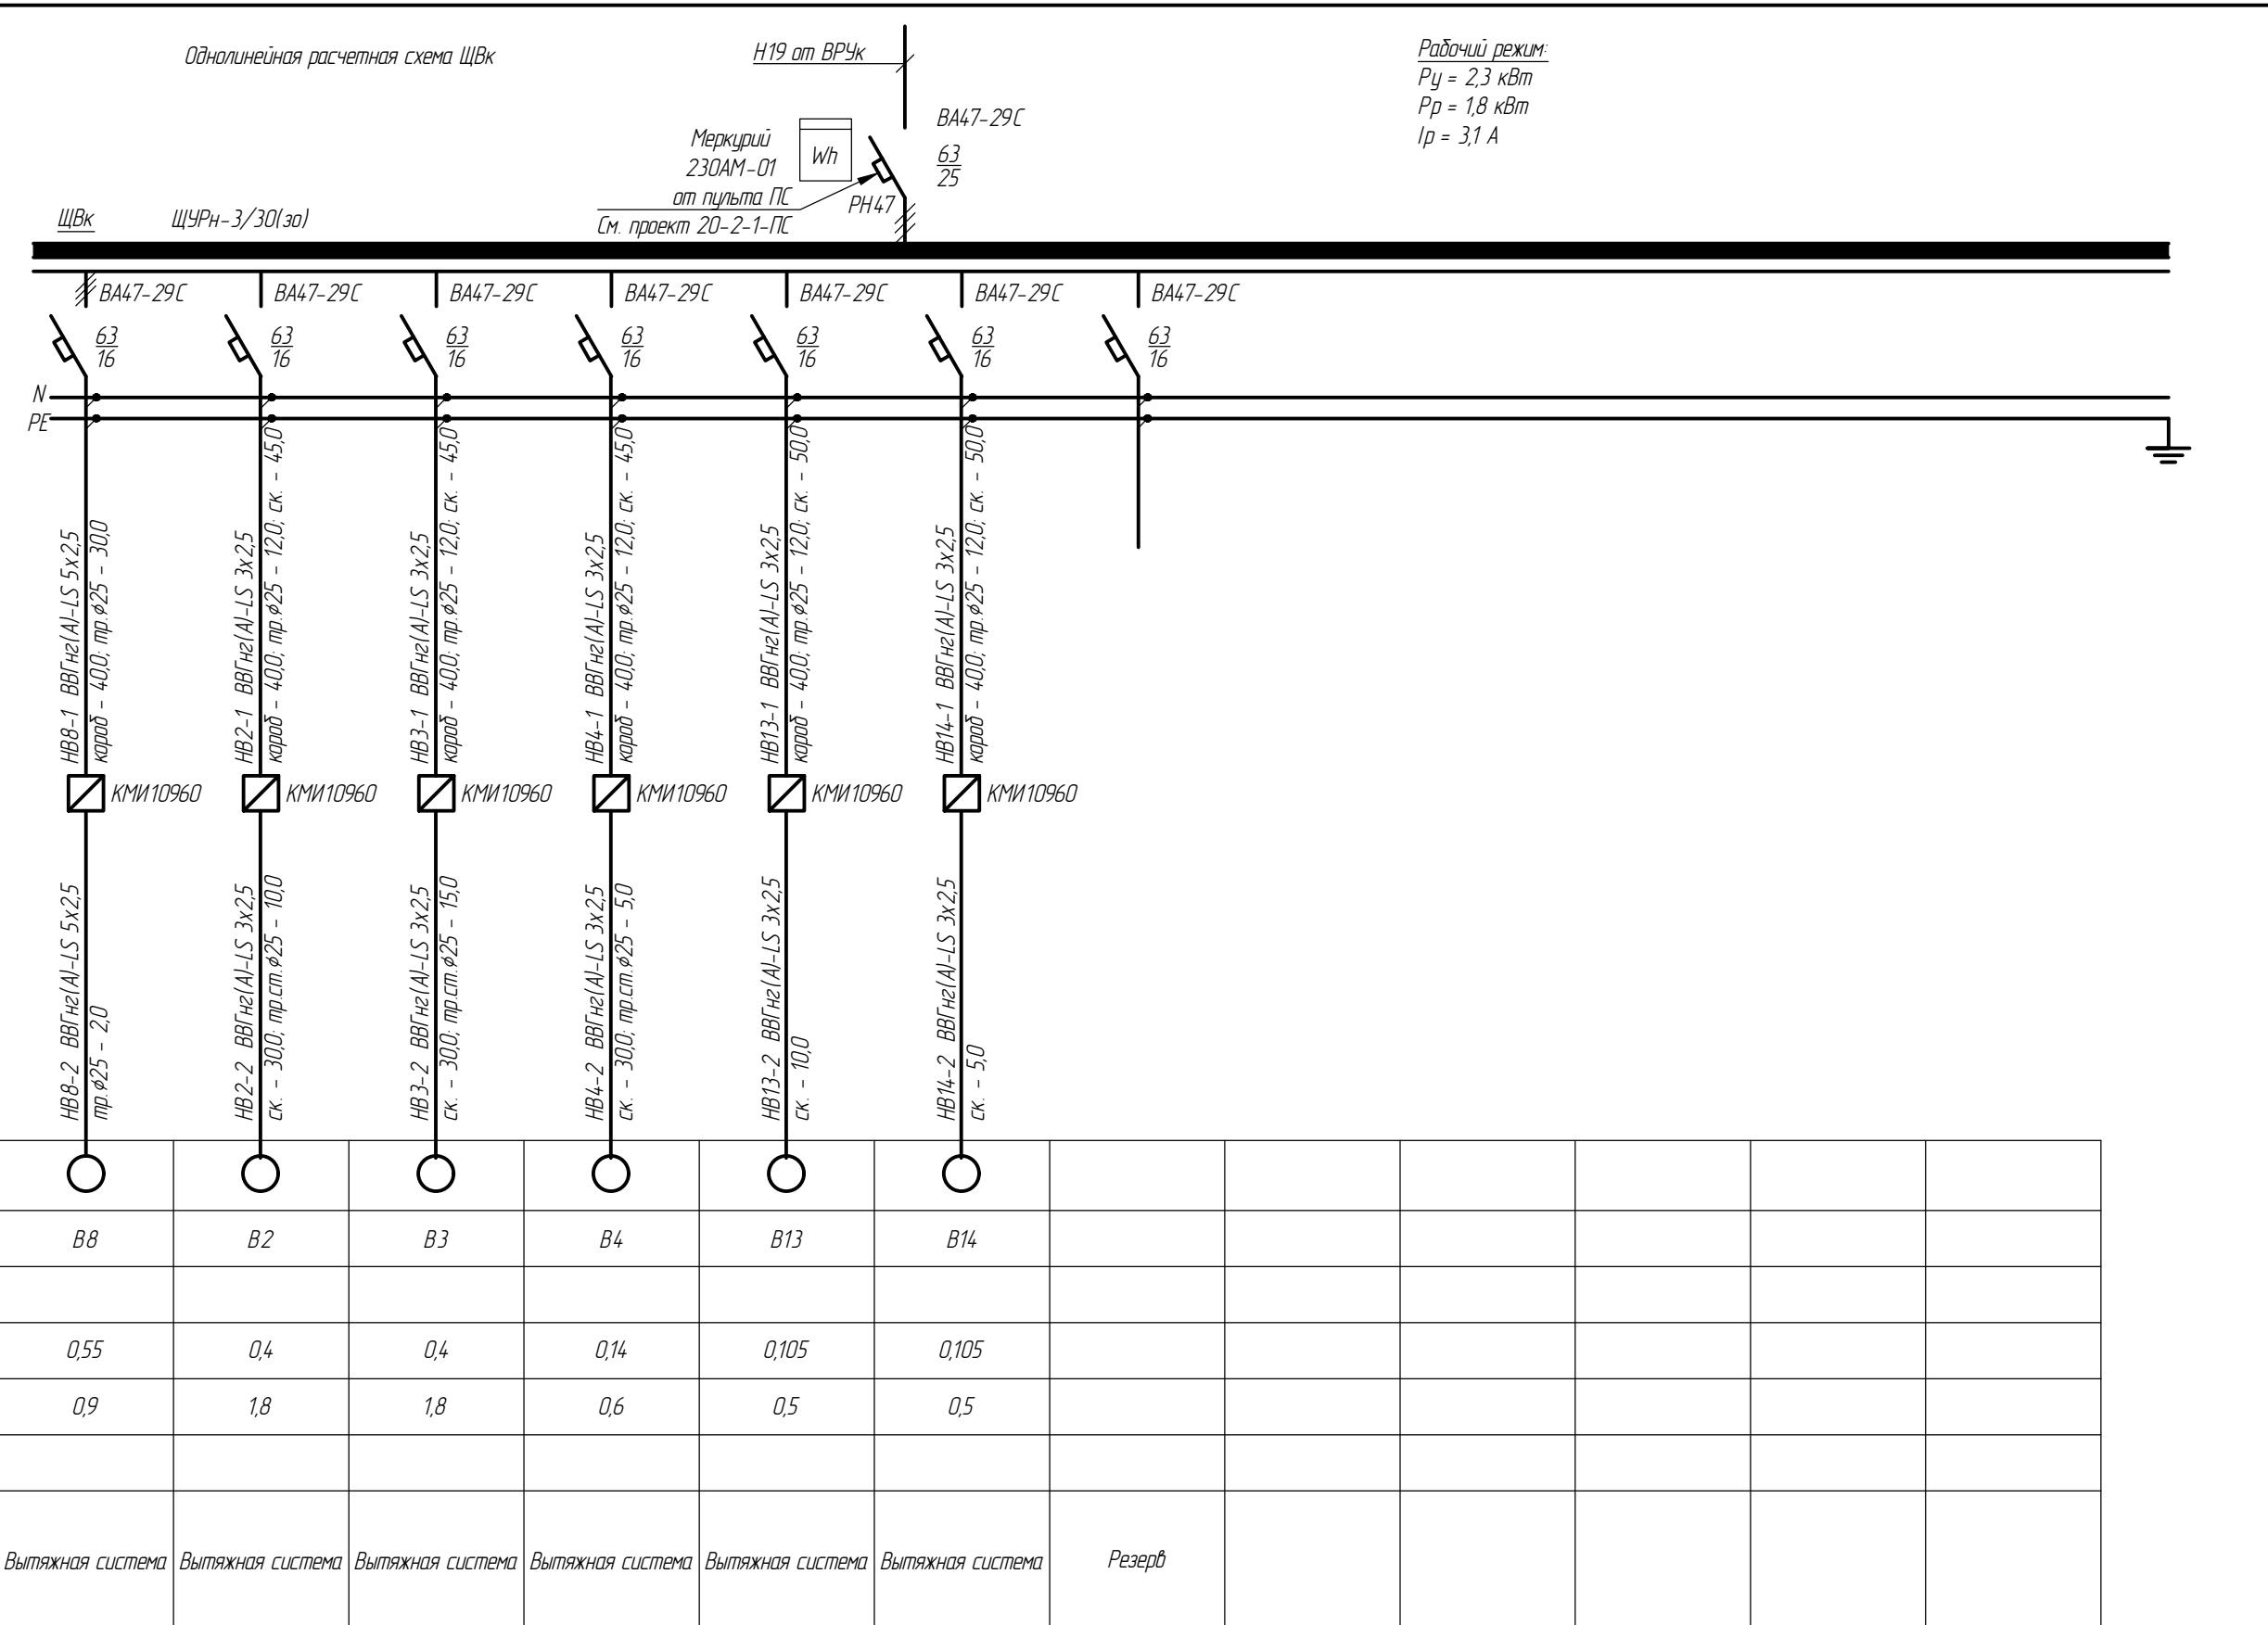 Однолинейная расчетная схема ЩВк
Н19 от ВРУк
Рабочий режим:
Ру = 2,3 кВт
Рр = 1,8 кВт
Iр = 3,1 А
ВА47-29С
63
25
Меркурий
230АМ-01
Wh
от пульта ПС
См. проект 20-2-1-ПС
РН47
ЩВк
ЩУРн-3/30(зо)
ВА47-29С
63
16
ВА47-29С
63
16
ВА47-29С
63
16
ВА47-29С
63
16
ВА47-29С
63
16
ВА47-29С
63
16
ВА47-29С
63
16
N
PE
НВ8-1 ВВГнг(А)-LS 5х2,5
короб - 40,0; тр.ϕ25 - 30,0
НВ2-1 ВВГнг(А)-LS 3х2,5
короб - 40,0; тр.ϕ25 - 12,0; ск. - 45,0
НВ3-1 ВВГнг(А)-LS 3х2,5
короб - 40,0; тр.ϕ25 - 12,0; ск. - 45,0
НВ4-1 ВВГнг(А)-LS 3х2,5
короб - 40,0; тр.ϕ25 - 12,0; ск. - 45,0
НВ13-1 ВВГнг(А)-LS 3х2,5
короб - 40,0; тр.ϕ25 - 12,0; ск. - 50,0
НВ14-1 ВВГнг(А)-LS 3х2,5
короб - 40,0; тр.ϕ25 - 12,0; ск. - 50,0
КМИ10960
КМИ10960
КМИ10960
КМИ10960
КМИ10960
КМИ10960
НВ8-2 ВВГнг(А)-LS 5х2,5
тр.ϕ25 - 2,0
НВ2-2 ВВГнг(А)-LS 3х2,5
ск. - 30,0; тр.ст.ϕ25 - 10,0
НВ3-2 ВВГнг(А)-LS 3х2,5
ск. - 30,0; тр.ст.ϕ25 - 15,0
НВ4-2 ВВГнг(А)-LS 3х2,5
ск. - 30,0; тр.ст.ϕ25 - 5,0
НВ13-2 ВВГнг(А)-LS 3х2,5
ск. - 10,0
НВ14-2 ВВГнг(А)-LS 3х2,5
ск. - 5,0
В8 В2 В3 В4 В13 В14
0,55 0,4 0,4 0,14 0,105 0,105
0,9 1,8 1,8 0,6 0,5 0,5
Вытяжная система Вытяжная система Вытяжная система Вытяжная система Вытяжная система Вытяжная система Резерв